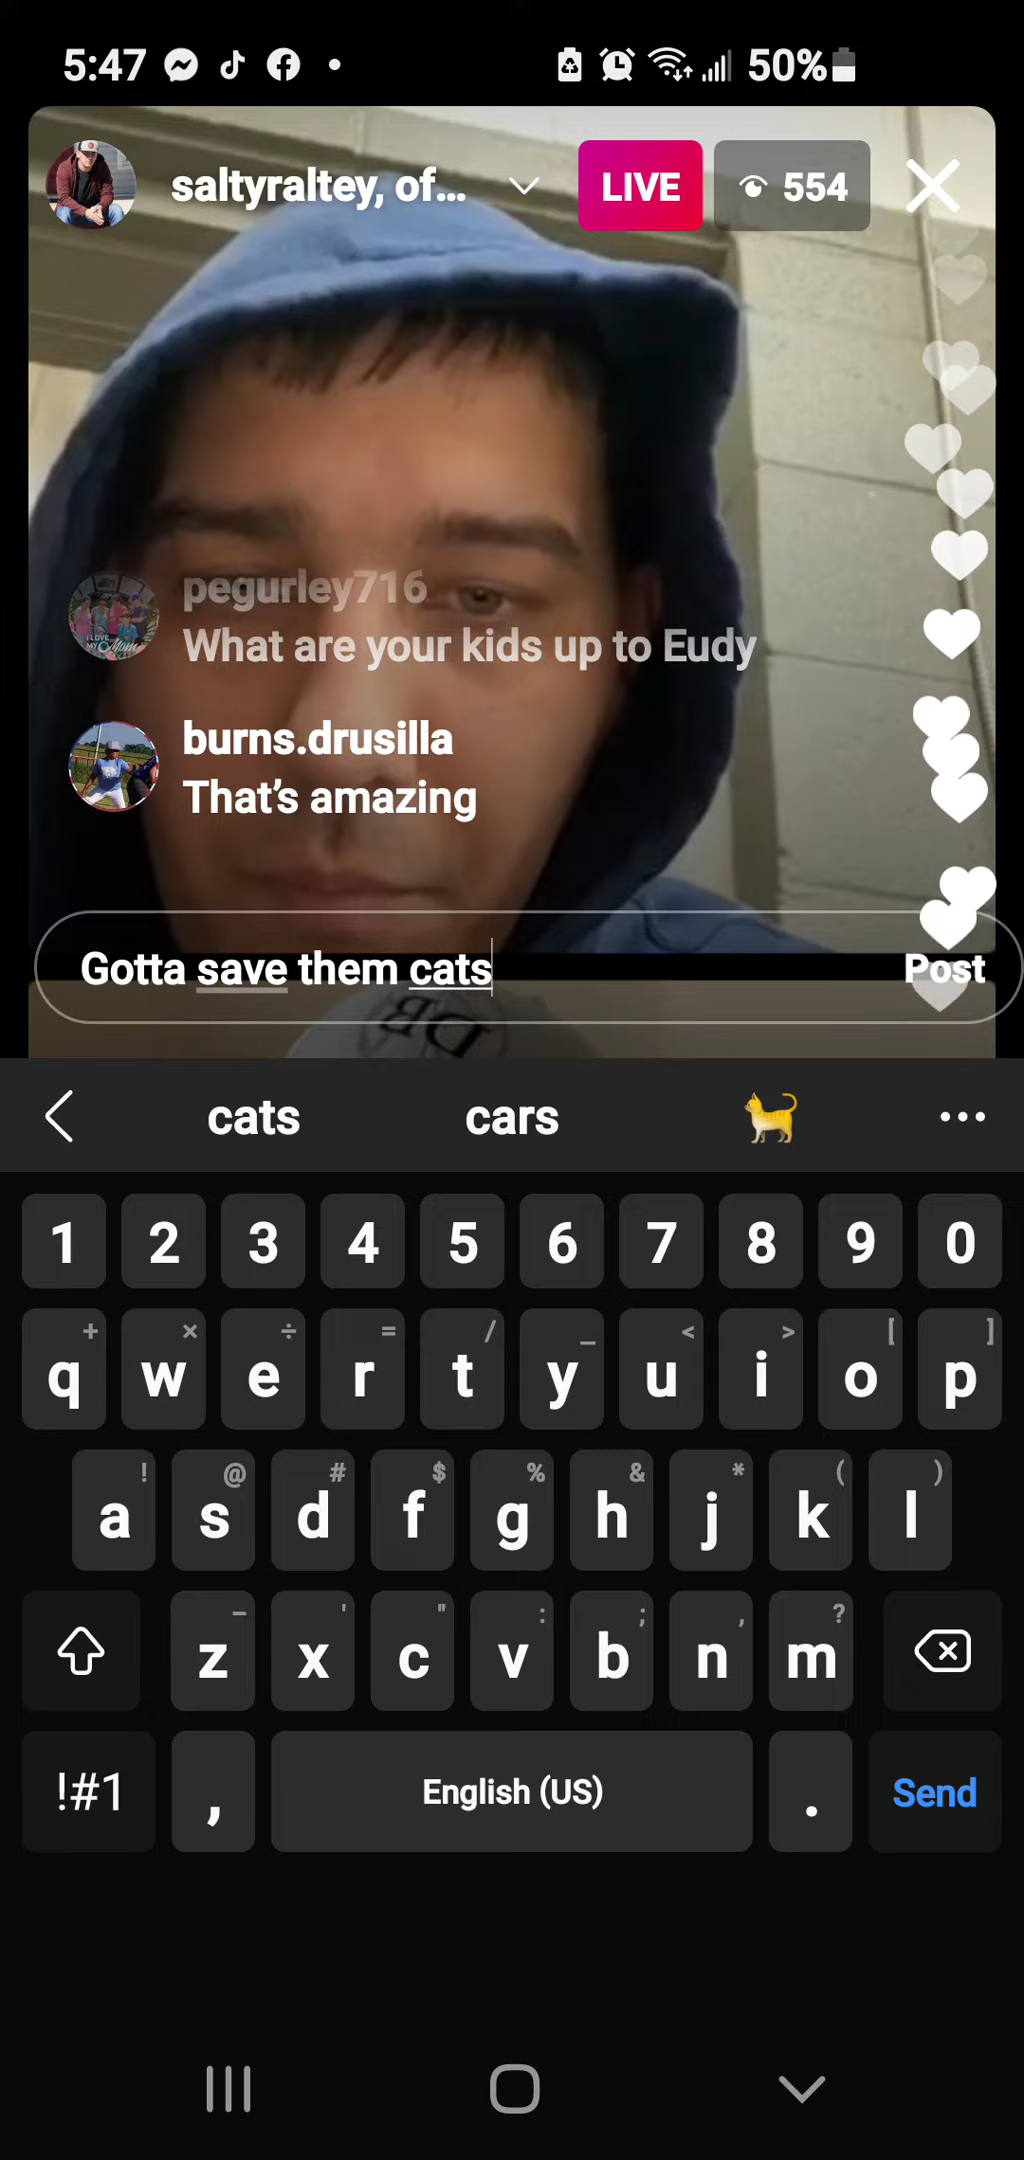 5:47
50%
saltyraltey, of...
LIVE
554
pegurley716
What are your kids up to Eudy
burns.drusilla
That’s amazing
Gotta save them cats
Post
DB
cats
cars
1 2 3 4 5 6 7 8 9 0
+ × ÷ = / _ < > [ ]
q w e r t y u i o p
! @ # $ % & * ( )
a s d f g h j k l
- ' " : ; , ?
z x c v b n m
!#1 , English (US) . Send